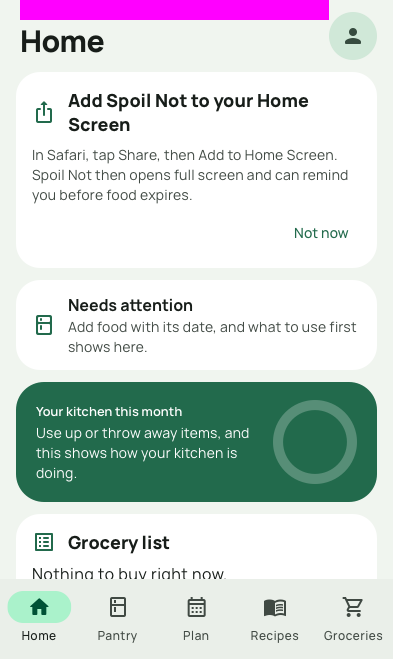 Home
Add Spoil Not to your Home
Screen
In Safari, tap Share, then Add to Home Screen.
Spoil Not then opens full screen and can remind
you before food expires.
Not now
Needs attention
Add food with its date, and what to use first
shows here.
Your kitchen this month
Use up or throw away items, and
this shows how your kitchen is
doing.
Grocery list
Nothing to buy right now.
Home
Pantry
Plan
Recipes
Groceries